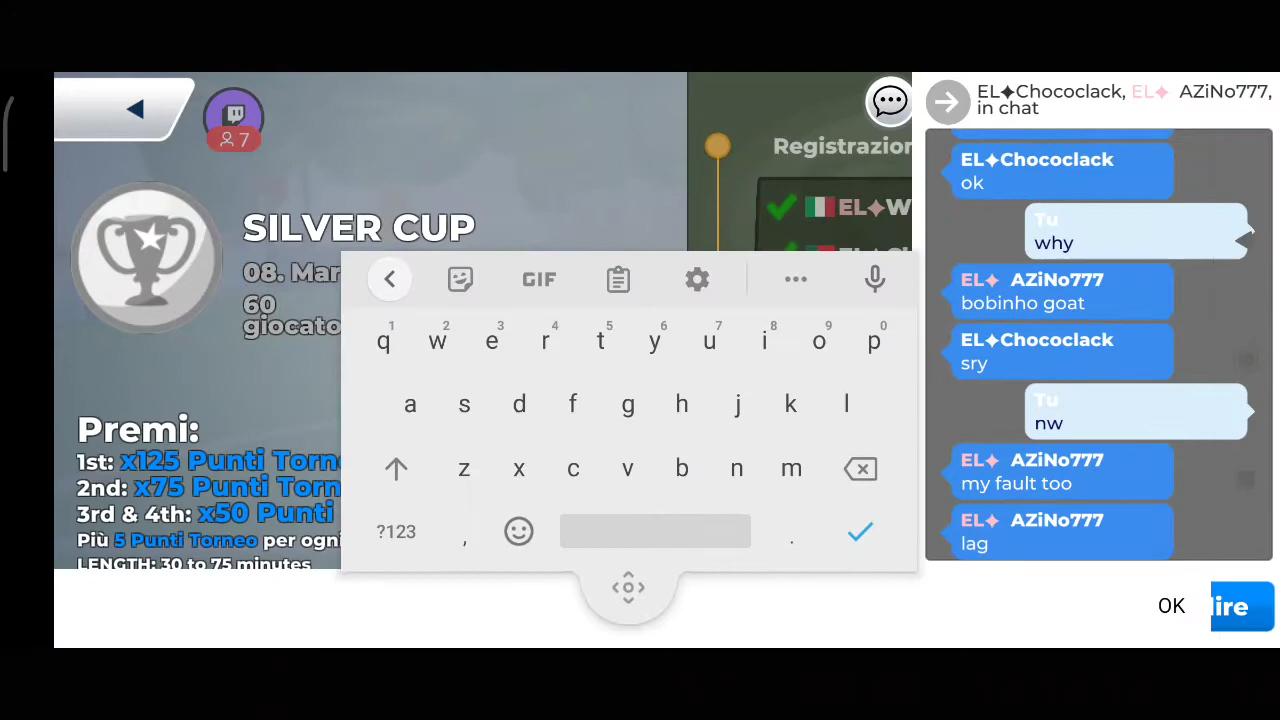 7
SILVER CUP
08. Mar
60
giocato
Premi:
1st: x125 Punti Torne
2nd: x75 Punti Torn
3rd & 4th: x50 Punti
Più 5 Punti Torneo per ogni
LENGTH: 30 to 75 minutes
Registrazion
EL✦W
GIF
1 2 3 4 5 6 7 8 9 0
q w e r t y u i o p
a s d f g h j k l
z x c v b n m
?123 , .
EL✦Chococlack, EL✦ AZiNo777,
in chat
EL✦Chococlack
ok
Tu
why
EL✦ AZiNo777
bobinho goat
EL✦Chococlack
sry
Tu
nw
EL✦ AZiNo777
my fault too
EL✦ AZiNo777
lag
OK
lire